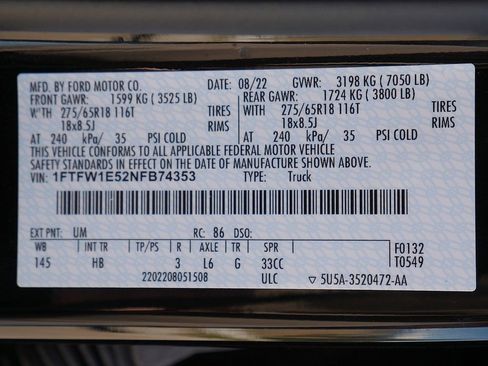 MFD. BY FORD MOTOR CO. 08/22 GVWR: 3198 KG ( 7050 LB)
FRONT GAWR: 1599 KG ( 3525 LB) REAR GAWR: 1724 KG ( 3800 LB)
WITH 275/65R18 116T TIRES WITH 275/65R18 116T TIRES
18x8.5J RIMS 18x8.5J RIMS
AT 240 kPa/ 35 PSI COLD AT 240 kPa/ 35 PSI COLD
THIS VEHICLE CONFORMS TO ALL APPLICABLE FEDERAL MOTOR VEHICLE
SAFETY STANDARDS IN EFFECT ON THE DATE OF MANUFACTURE SHOWN ABOVE.
VIN: 1FTFW1E52NFB74353 TYPE: Truck
EXT PNT: UM RC: 86 DSO:
WB INT TR TP/PS R AXLE TR SPR F0132
145 HB 3 L6 G 33CC T0549
2202208051508 ULC ▽ 5U5A-3520472-AA